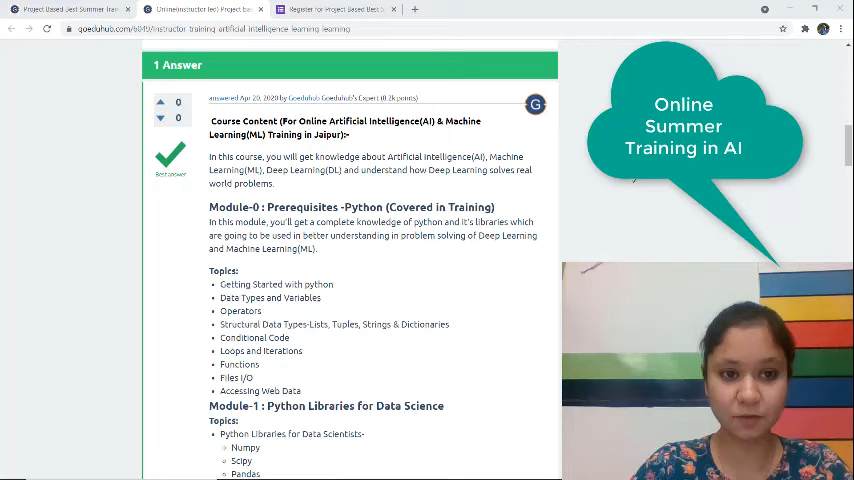 Project Based Best Summer Trai
Online(instructor led) Project bas
Register for Project Based Best S
goeduhub.com/6049/instructor-training-artificial-intelligence-learning-learning
1 Answer
Online
Summer
Training in AI
0
0
Best answer
answered Apr 20, 2020 by Goeduhub Goeduhub's Expert (8.2k points)
G
Course Content (For Online Artificial Intelligence(AI) & Machine
Learning(ML) Training in Jaipur):-
In this course, you will get knowledge about Artificial Intelligence(AI), Machine
Learning(ML), Deep Learning(DL) and understand how Deep Learning solves real
world problems.
Module-0 : Prerequisites -Python (Covered in Training)
In this module, you'll get a complete knowledge of python and it's libraries which
are going to be used in better understanding in problem solving of Deep Learning
and Machine Learning(ML).
Topics:
Getting Started with python
Data Types and Variables
Operators
Structural Data Types-Lists, Tuples, Strings & Dictionaries
Conditional Code
Loops and Iterations
Functions
Files I/O
Accessing Web Data
Module-1 : Python Libraries for Data Science
Topics:
Python Libraries for Data Scientists-
Numpy
Scipy
Pandas